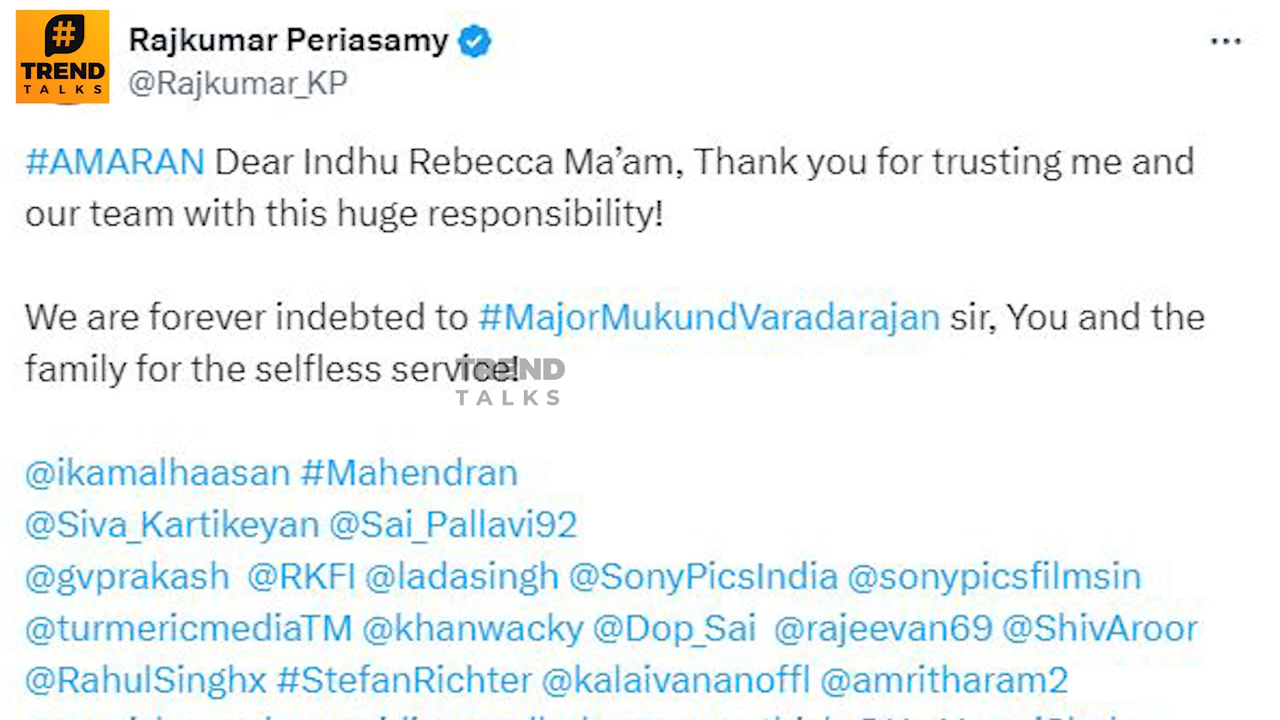 #
TREND
TALKS
Rajkumar Periasamy
@Rajkumar_KP
#AMARAN Dear Indhu Rebecca Ma’am, Thank you for trusting me and
our team with this huge responsibility!
We are forever indebted to #MajorMukundVaradarajan sir, You and the
family for the selfless service!
TREND
TALKS
@ikamalhaasan #Mahendran
@Siva_Kartikeyan @Sai_Pallavi92
@gvprakash @RKFI @ladasingh @SonyPicsIndia @sonypicsfilmsin
@turmericmediaTM @khanwacky @Dop_Sai @rajeevan69 @ShivAroor
@RahulSinghx #StefanRichter @kalaivananoffl @amritharam2